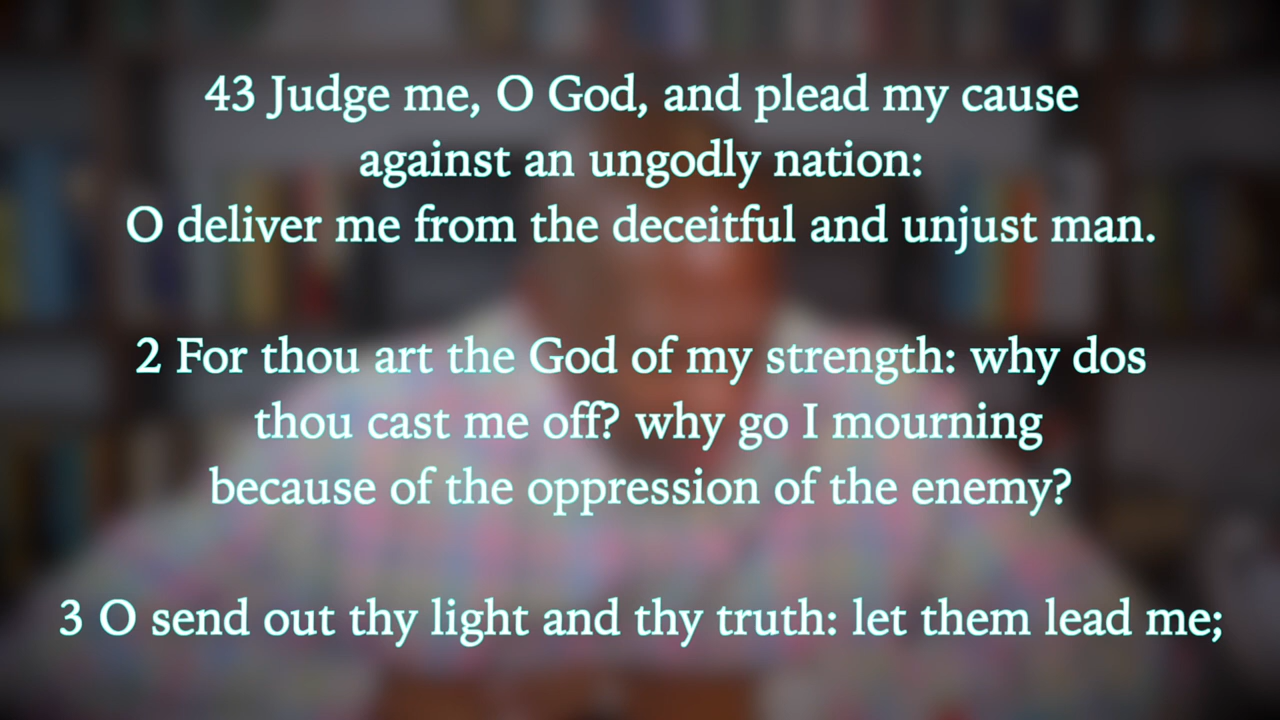 43 Judge me, O God, and plead my cause
against an ungodly nation:
O deliver me from the deceitful and unjust man.
2 For thou art the God of my strength: why dos
thou cast me off? why go I mourning
because of the oppression of the enemy?
3 O send out thy light and thy truth: let them lead me;